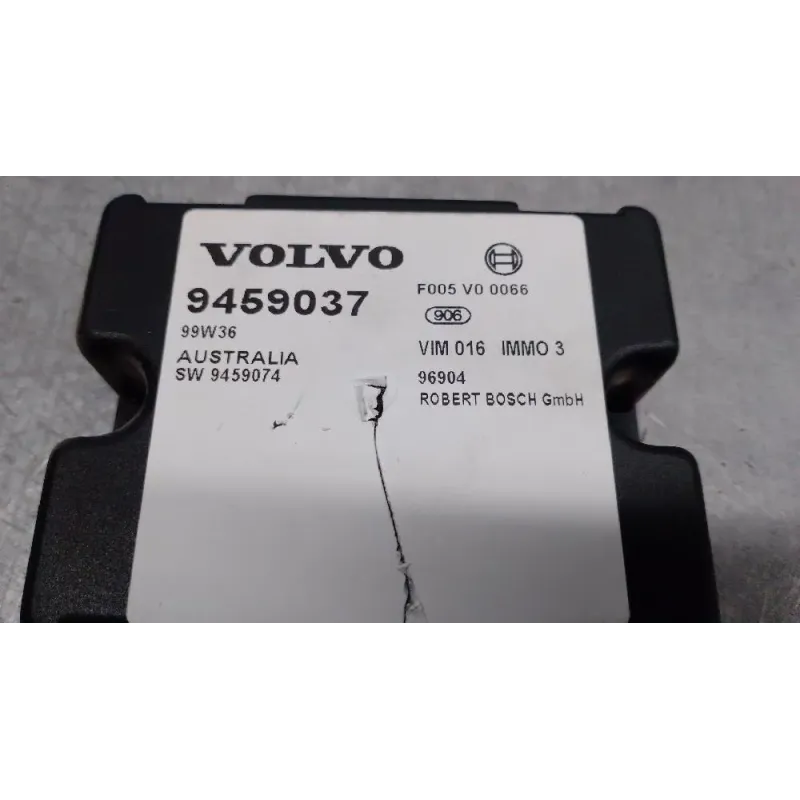 VOLVO
9459037
99W36
AUSTRALIA
SW 9459074
F005 V0 0066
906
VIM 016 IMMO 3
96904
ROBERT BOSCH GmbH